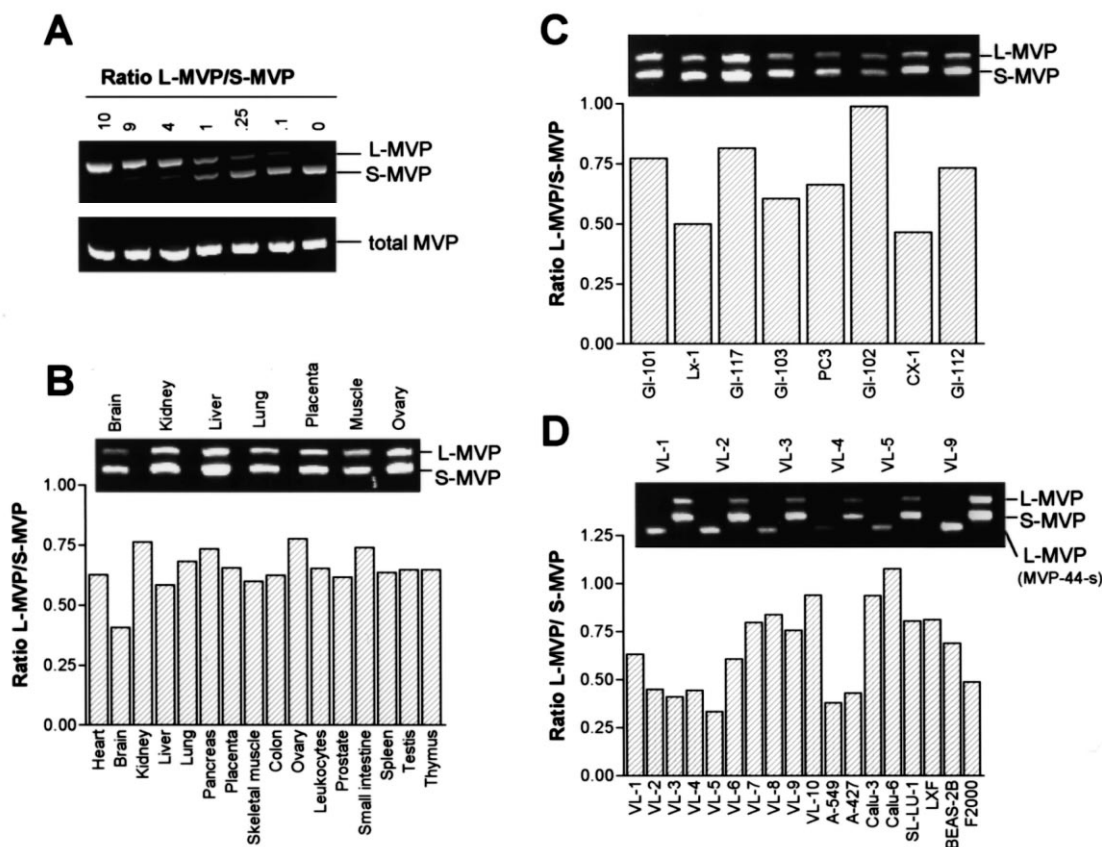 A
Ratio L-MVP/S-MVP
10 9 4 1 .25 .1 0
L-MVP
S-MVP
total MVP
B
Brain Kidney Liver Lung Placenta Muscle Ovary
L-MVP
S-MVP
Ratio L-MVP/S-MVP
1.00
0.75
0.50
0.25
0.00
Heart Brain Kidney Liver Lung Pancreas Placenta Skeletal muscle Colon Ovary Leukocytes Prostate Small intestine Spleen Testis Thymus
C
L-MVP
S-MVP
Ratio L-MVP/S-MVP
1.00
0.75
0.50
0.25
0.00
GI-101 Lx-1 GI-117 GI-103 PC3 GI-102 CX-1 GI-112
D
VL-1 VL-2 VL-3 VL-4 VL-5 VL-9
L-MVP
S-MVP
L-MVP
(MVP-44-s)
Ratio L-MVP/ S-MVP
1.25
1.00
0.75
0.50
0.25
0.00
VL-1 VL-2 VL-3 VL-4 VL-5 VL-6 VL-7 VL-8 VL-9 VL-10 A-549 A-427 Calu-3 Calu-6 SL-LU-1 LXF BEAS-2B F2000